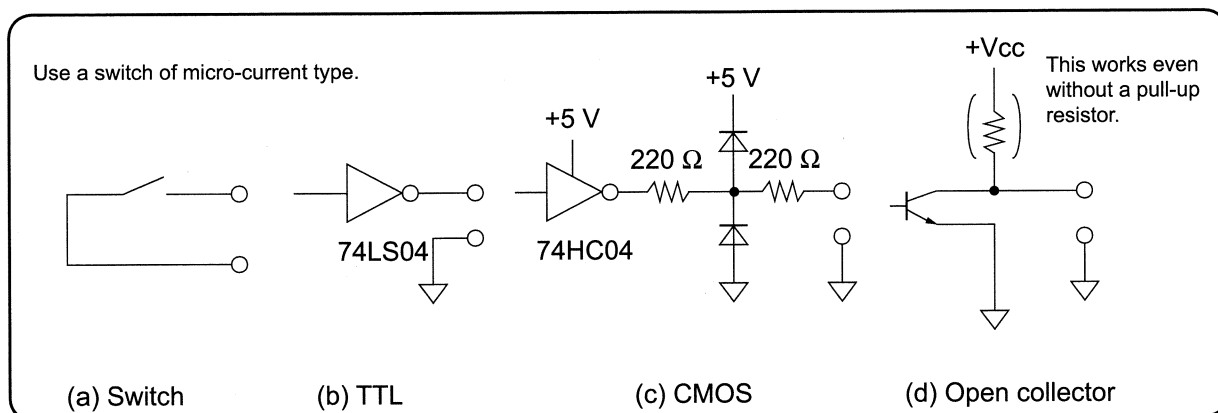 Use a switch of micro-current type.
+Vcc
This works even
without a pull-up
resistor.
+5 V
+5 V
220 Ω
220 Ω
74LS04
74HC04
(a) Switch
(b) TTL
(c) CMOS
(d) Open collector